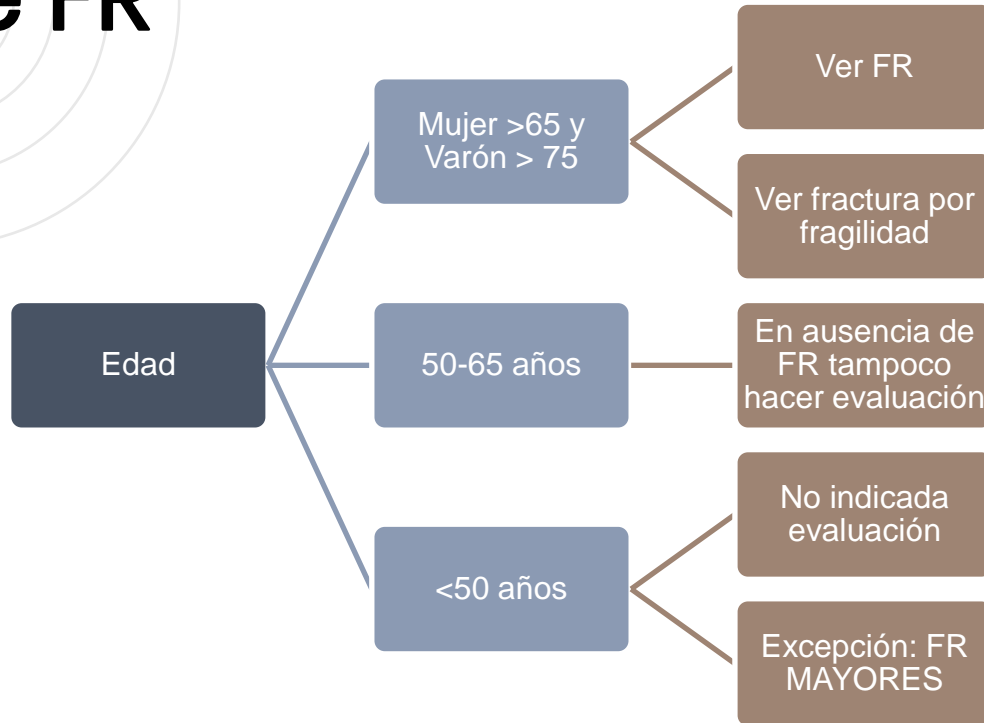 FR
Edad
Mujer >65 y
Varón > 75
50-65 años
<50 años
Ver FR
Ver fractura por
fragilidad
En ausencia de
FR tampoco
hacer evaluación
No indicada
evaluación
Excepción: FR
MAYORES